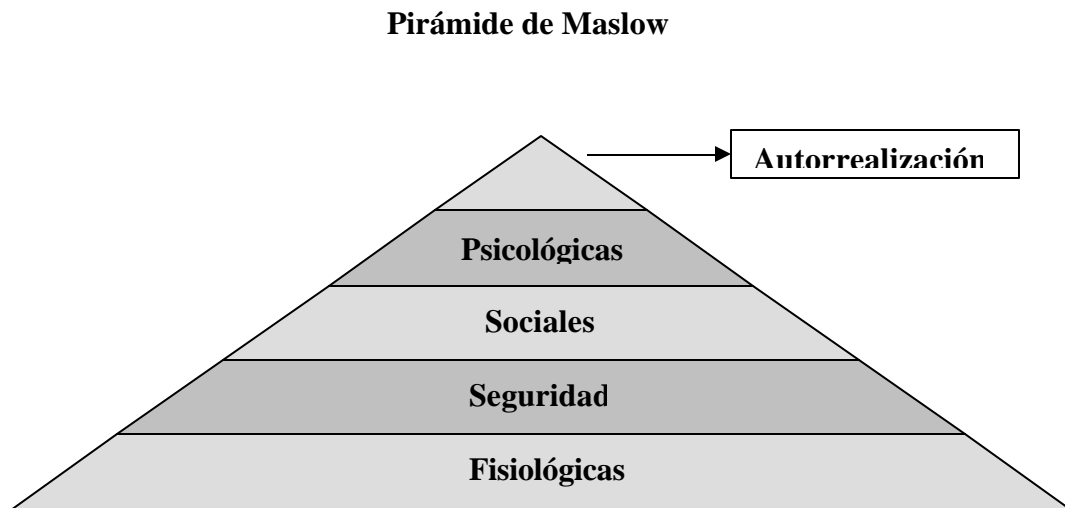 Pirámide de Maslow
Autorrealización
Psicológicas
Sociales
Seguridad
Fisiológicas